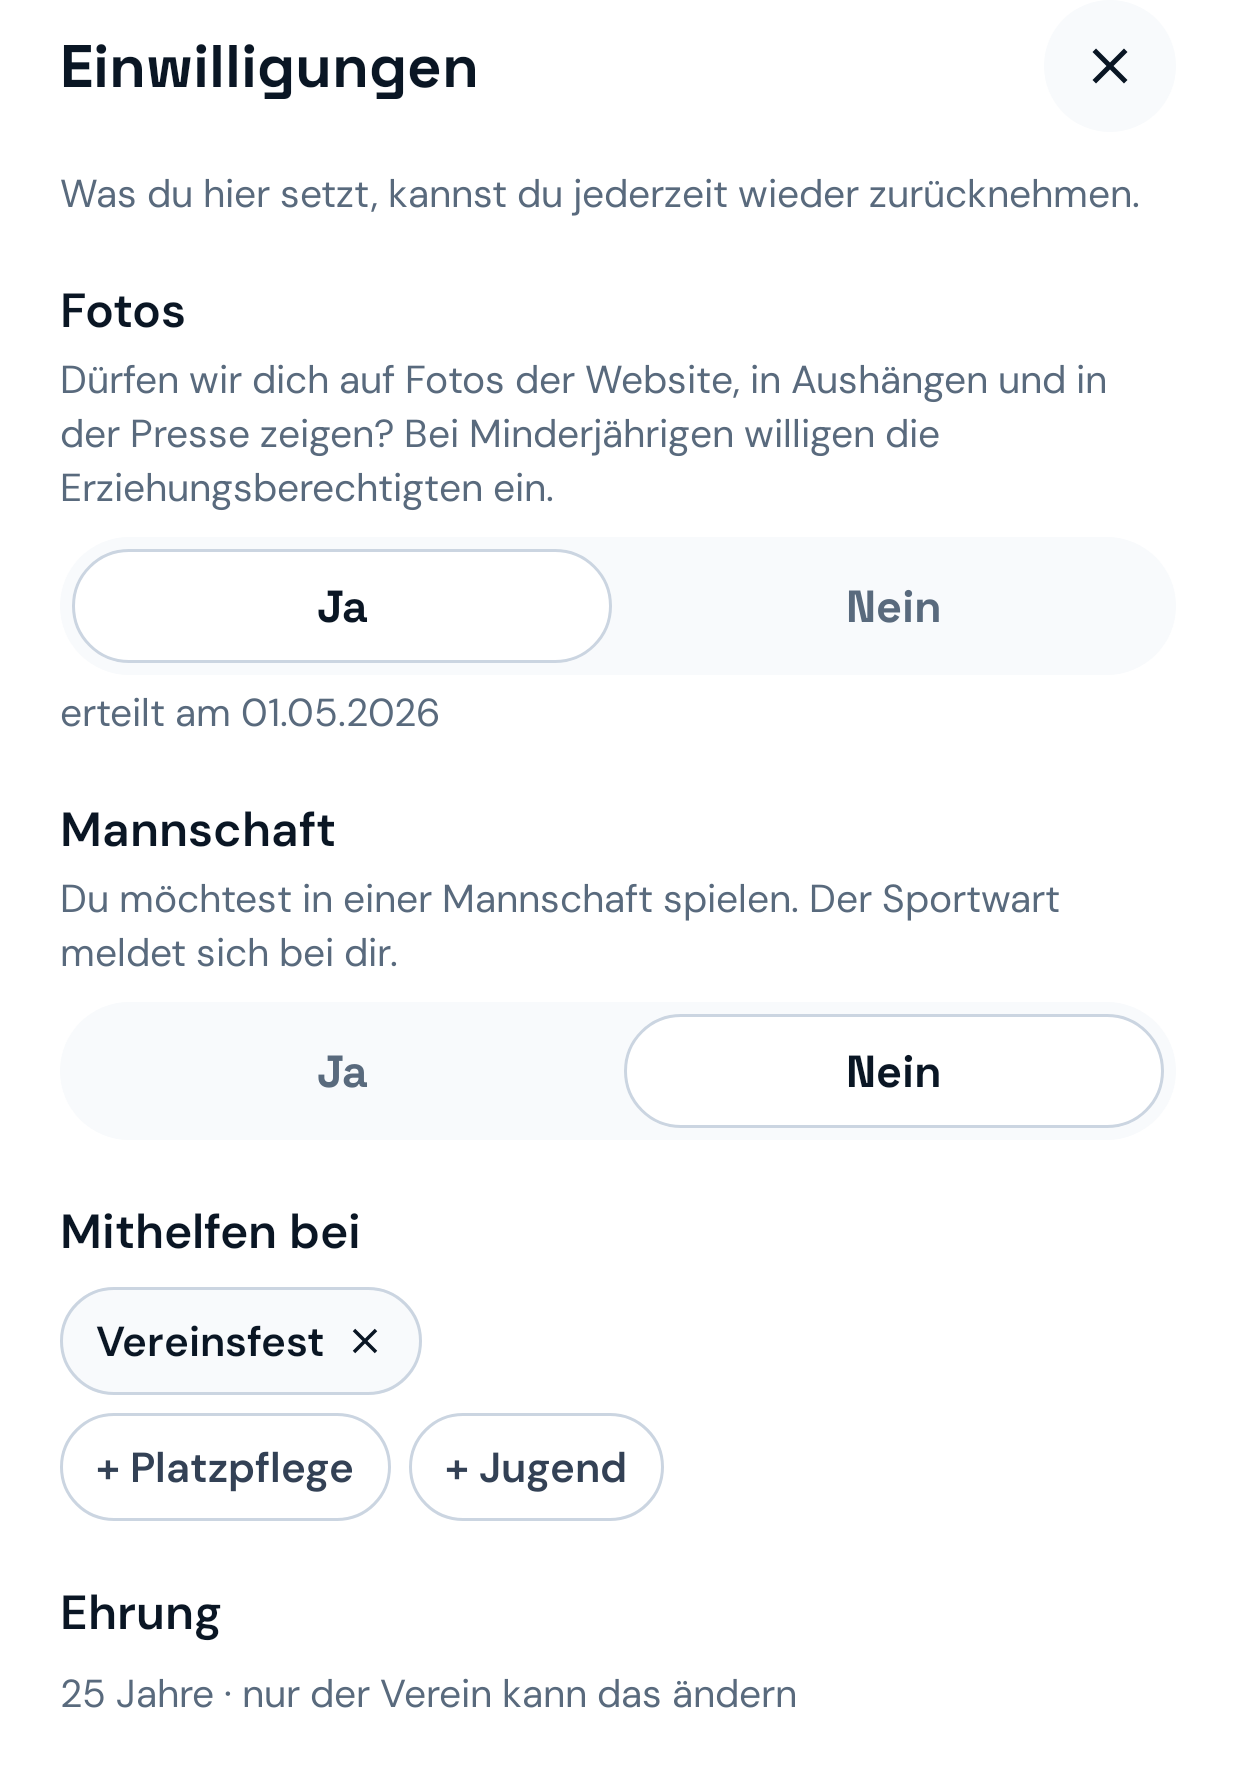 Einwilligungen
Was du hier setzt, kannst du jederzeit wieder zurücknehmen.
Fotos
Dürfen wir dich auf Fotos der Website, in Aushängen und in
der Presse zeigen? Bei Minderjährigen willigen die
Erziehungsberechtigten ein.
Ja Nein
erteilt am 01.05.2026
Mannschaft
Du möchtest in einer Mannschaft spielen. Der Sportwart
meldet sich bei dir.
Ja Nein
Mithelfen bei
Vereinsfest ×
+ Platzpflege + Jugend
Ehrung
25 Jahre · nur der Verein kann das ändern